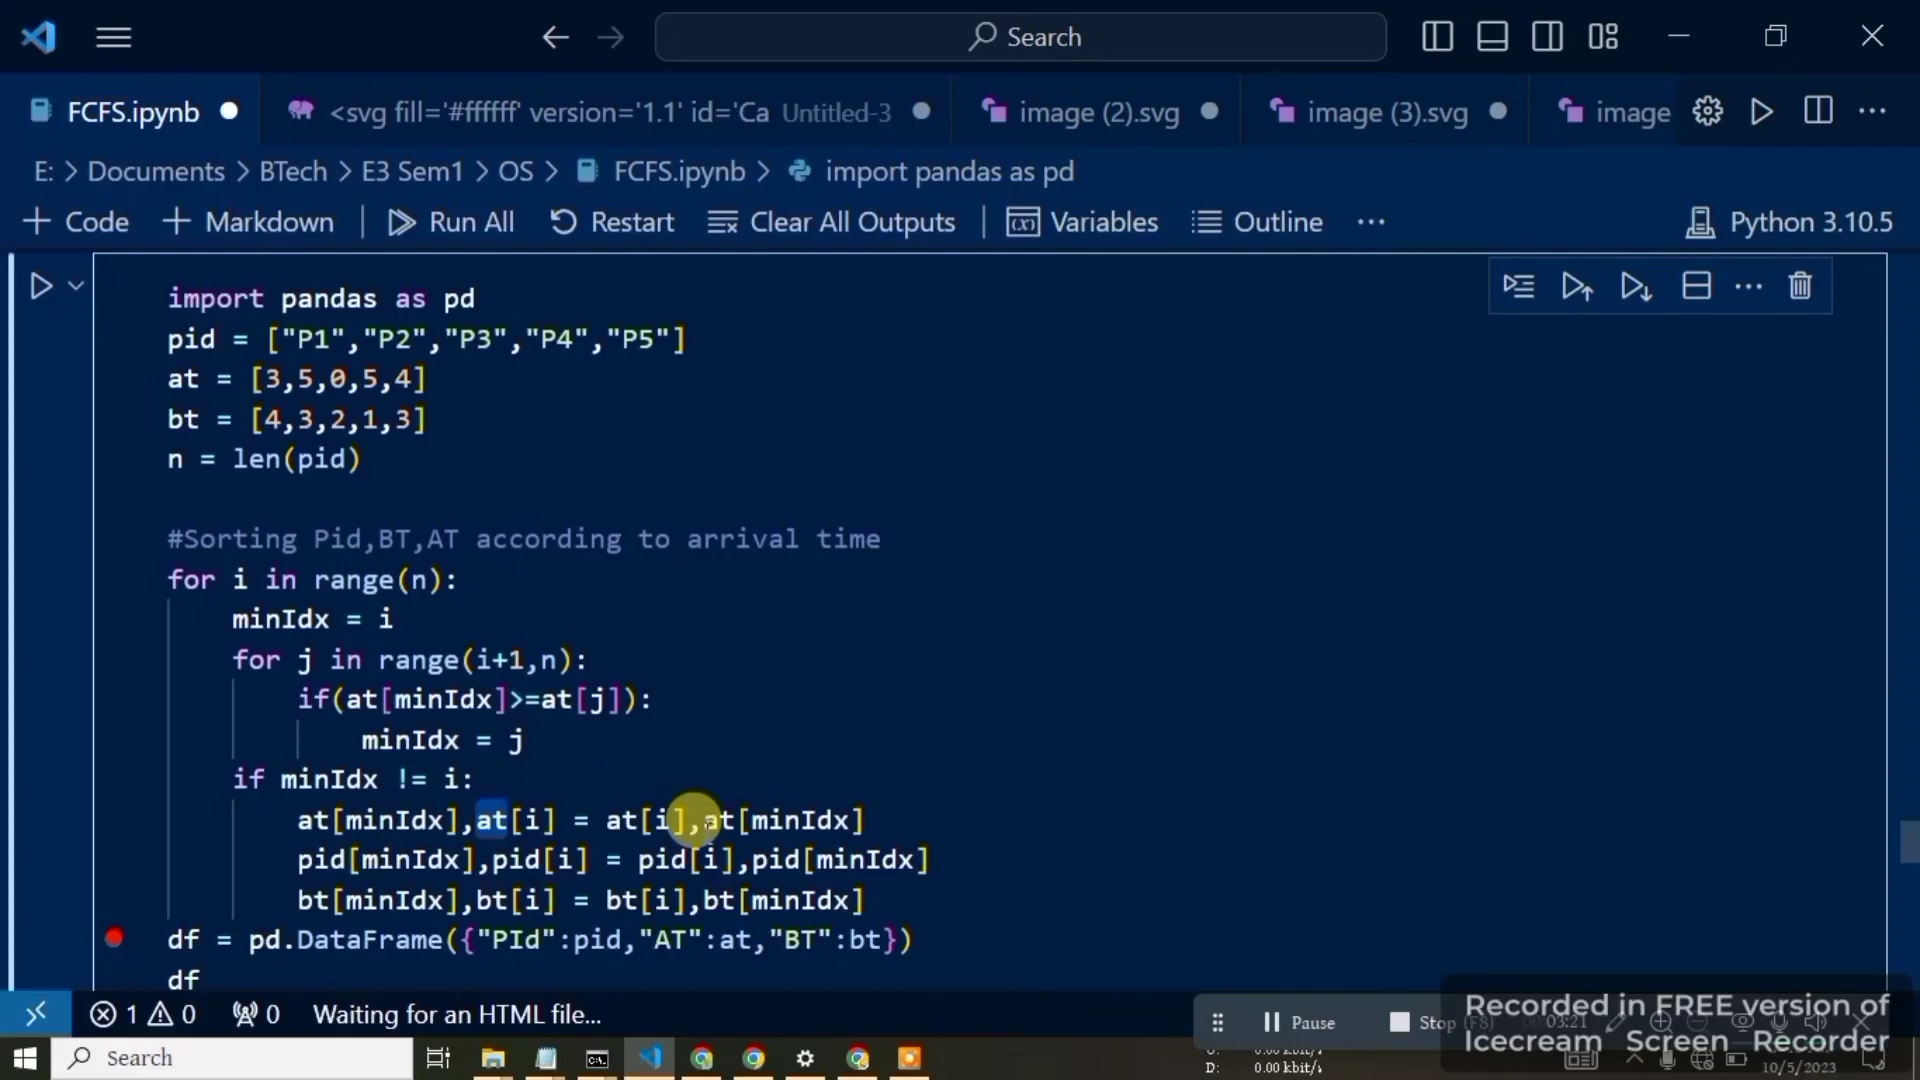 Search
FCFS.ipynb
<svg fill='#ffffff' version='1.1' id='Ca Untitled-3
image (2).svg
image (3).svg
image
E: > Documents > BTech > E3 Sem1 > OS > FCFS.ipynb > import pandas as pd
+ Code + Markdown | Run All Restart Clear All Outputs | Variables Outline ...
Python 3.10.5
import pandas as pd
pid = ["P1","P2","P3","P4","P5"]
at = [3,5,0,5,4]
bt = [4,3,2,1,3]
n = len(pid)
#Sorting Pid,BT,AT according to arrival time
for i in range(n):
minIdx = i
for j in range(i+1,n):
if(at[minIdx]>=at[j]):
minIdx = j
if minIdx != i:
at[minIdx],at[i] = at[i],at[minIdx]
pid[minIdx],pid[i] = pid[i],pid[minIdx]
bt[minIdx],bt[i] = bt[i],bt[minIdx]
df = pd.DataFrame({"PId":pid,"AT":at,"BT":bt})
df
1 0 0 Waiting for an HTML file...
Pause Stop (F8) 03:21
Recorded in FREE version of
Icecream Screen Recorder
Search
D: 0.00 kbit/s
10/5/2023